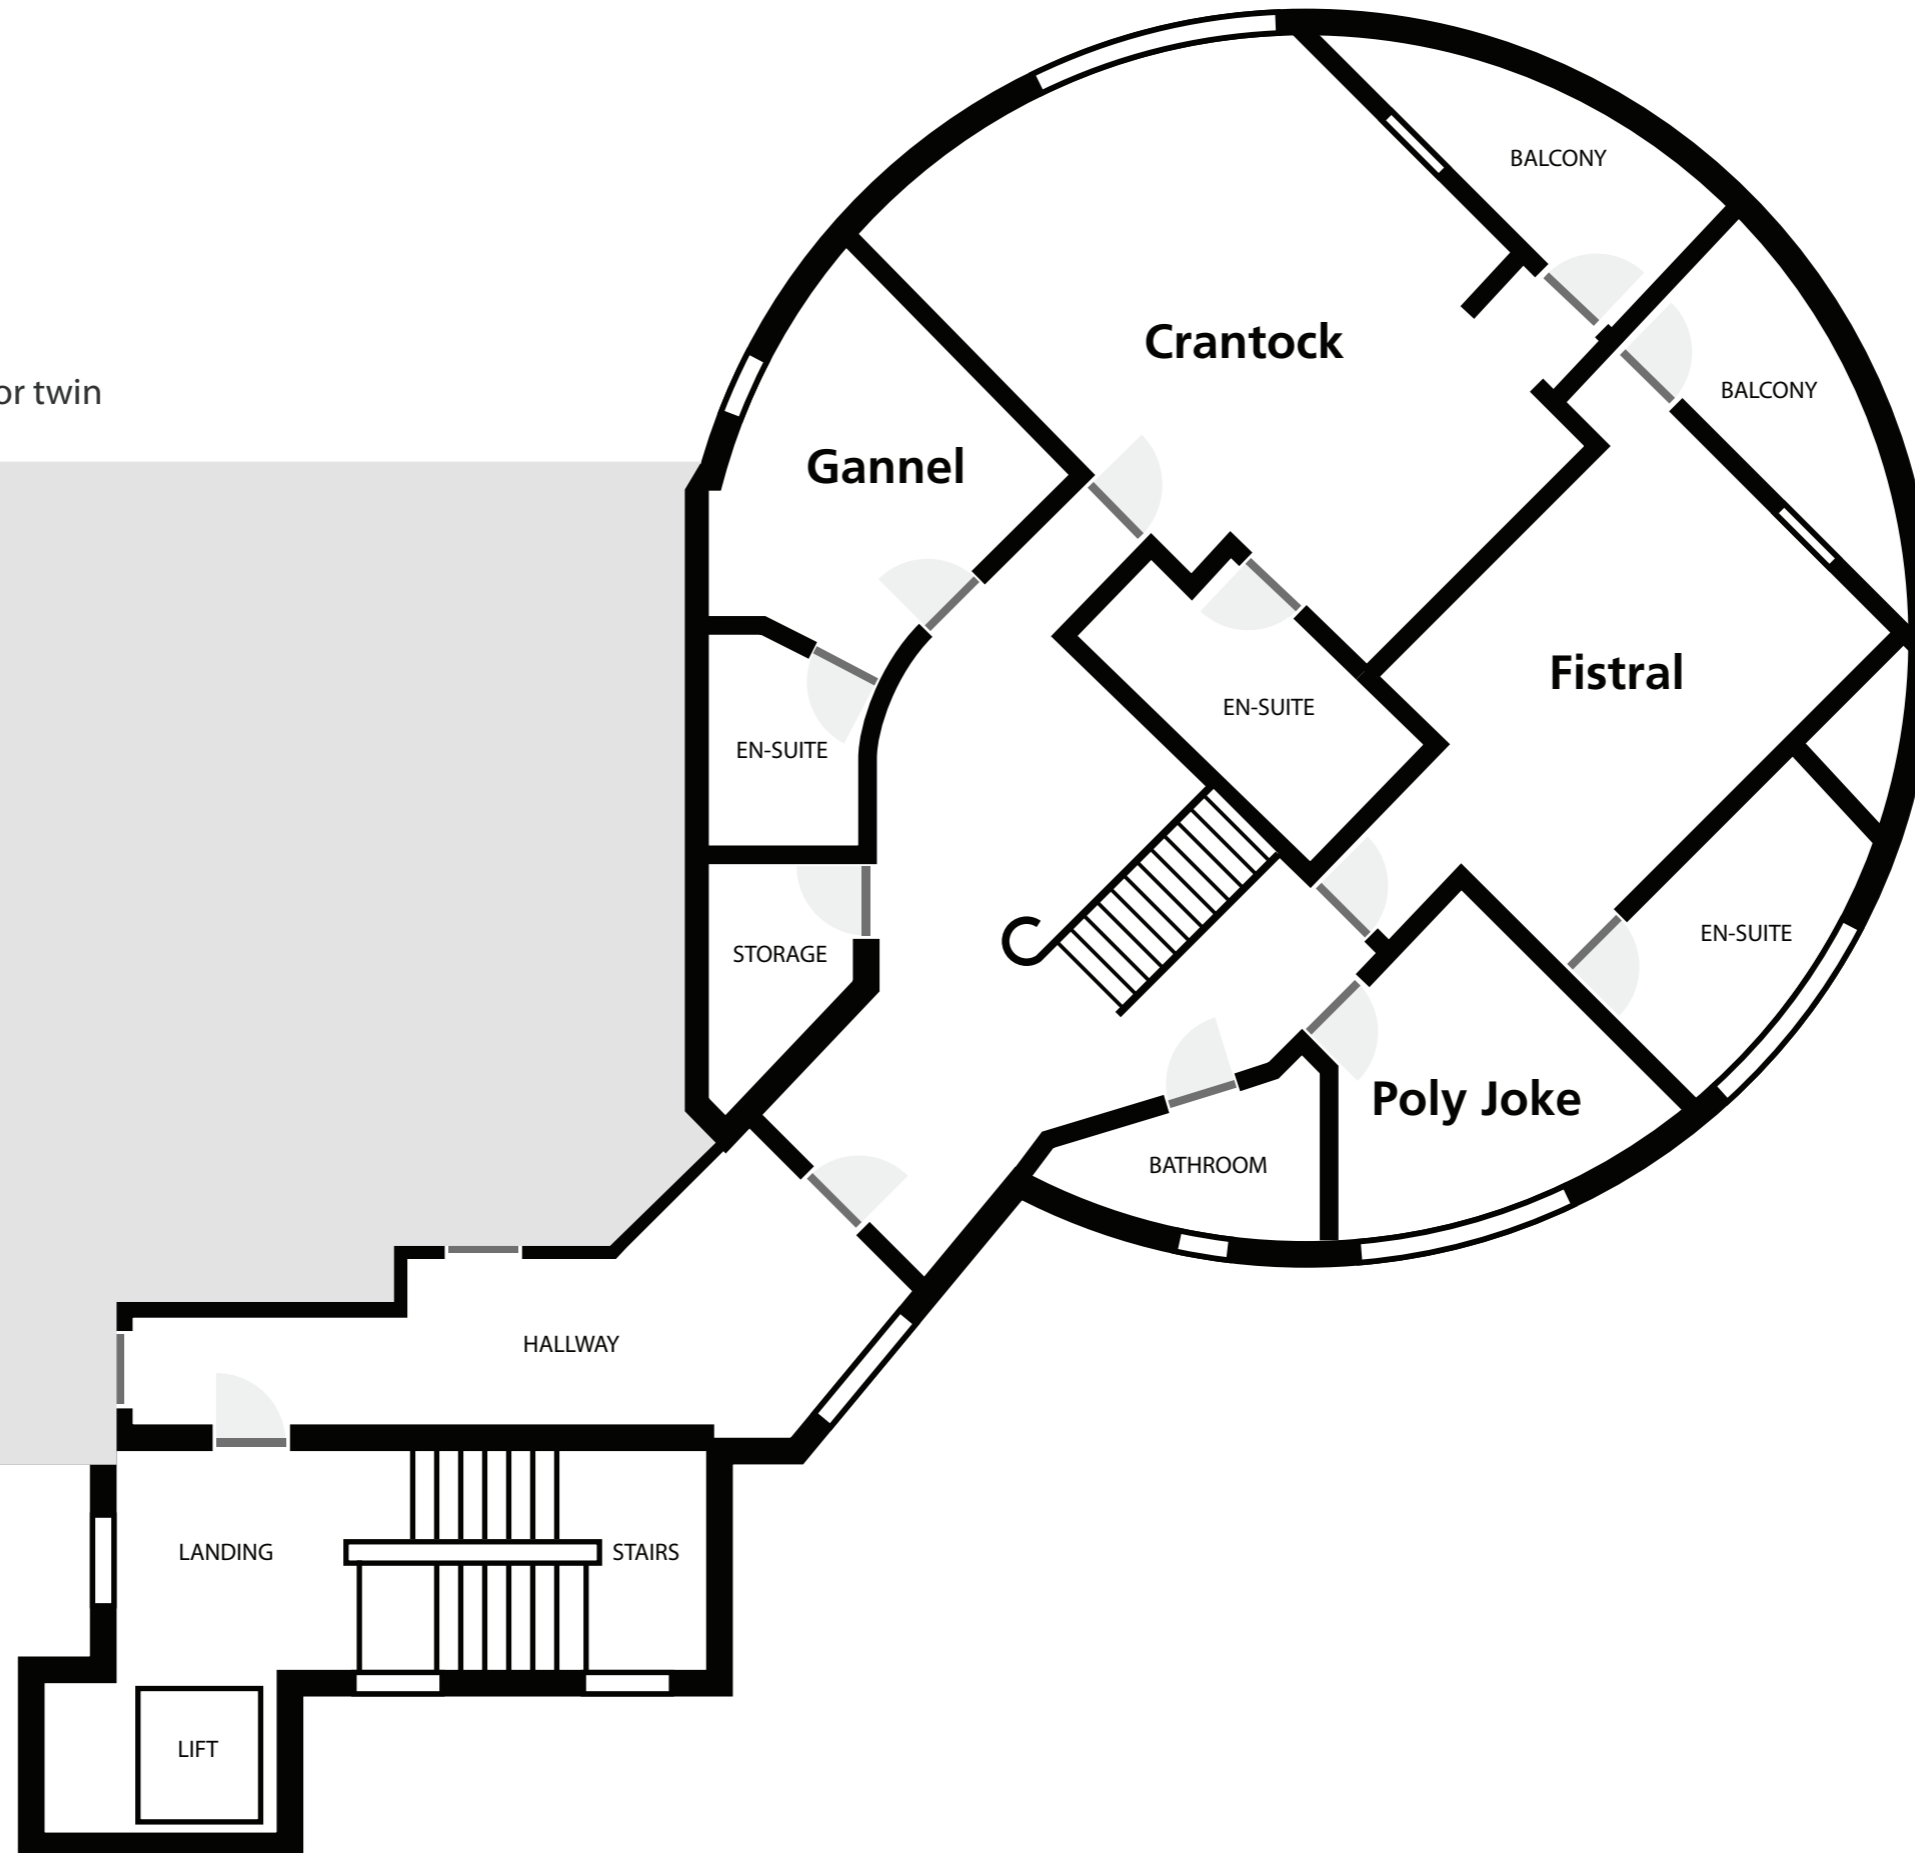 BALCONY
Crantock
or twin
BALCONY
Gannel
Fistral
EN-SUITE
EN-SUITE
EN-SUITE
STORAGE
Poly Joke
BATHROOM
HALLWAY
LANDING
STAIRS
LIFT